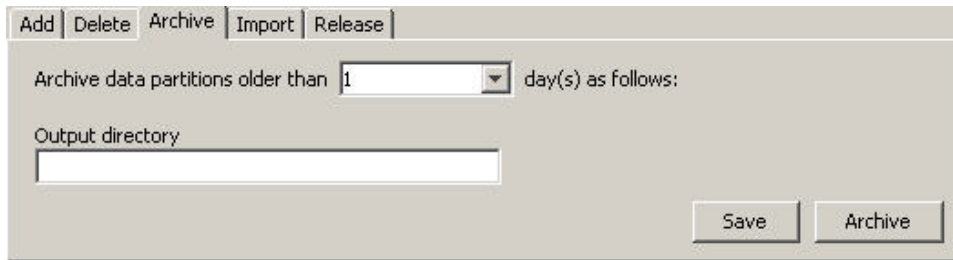 Add Delete Archive Import Release
Archive data partitions older than 1 day(s) as follows:
Output directory
Save Archive